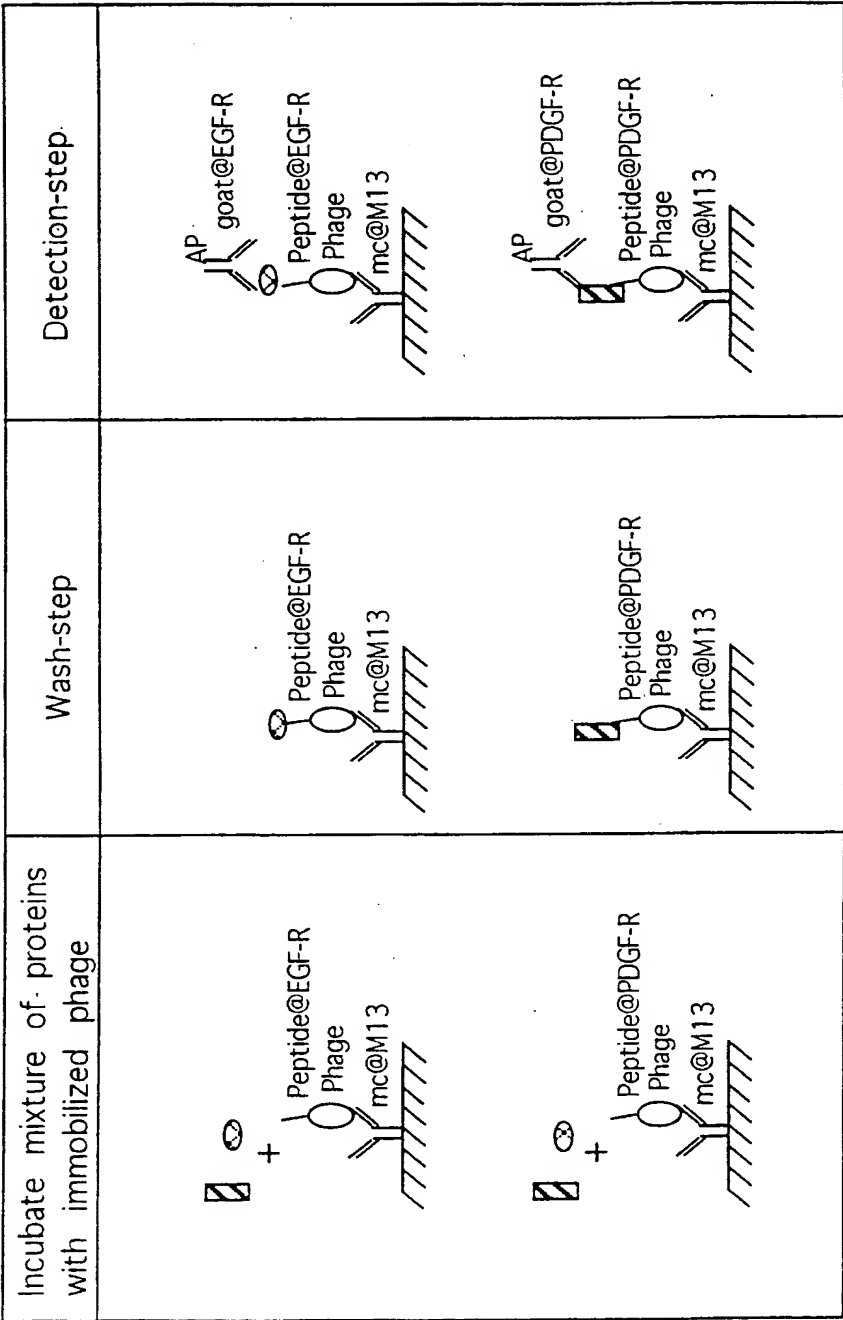 Incubate mixture of proteins
with immobilized phage
Wash-step
Detection-step.
+
Peptide@EGF-R
Phage
mc@M13
Peptide@EGF-R
Phage
mc@M13
AP
goat@EGF-R
Peptide@EGF-R
Phage
mc@M13
+
Peptide@PDGF-R
Phage
mc@M13
Peptide@PDGF-R
Phage
mc@M13
AP
goat@PDGF-R
Peptide@PDGF-R
Phage
mc@M13